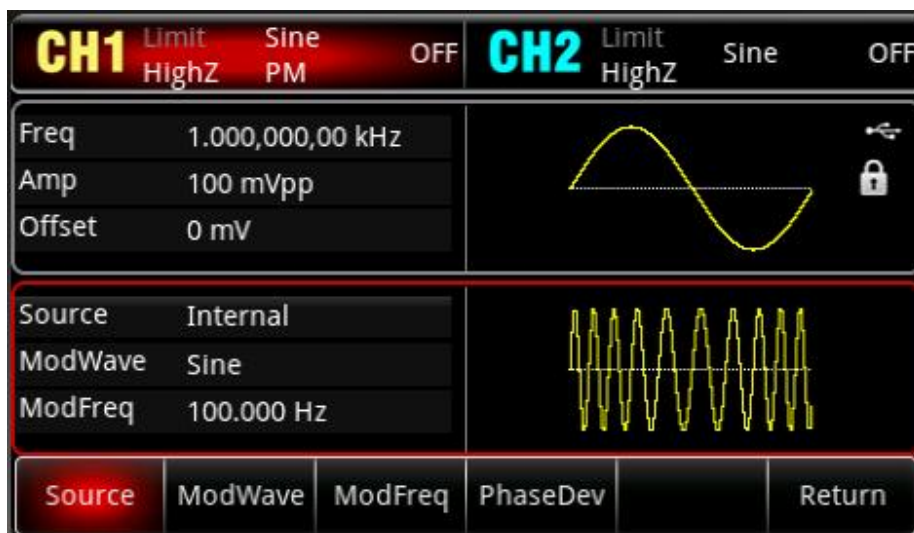 CH1 Limit Sine OFF CH2 Limit Sine OFF
HighZ PM HighZ
Freq 1.000,000,00 kHz
Amp 100 mVpp
Offset 0 mV
Source Internal
ModWave Sine
ModFreq 100.000 Hz
Source ModWave ModFreq PhaseDev Return